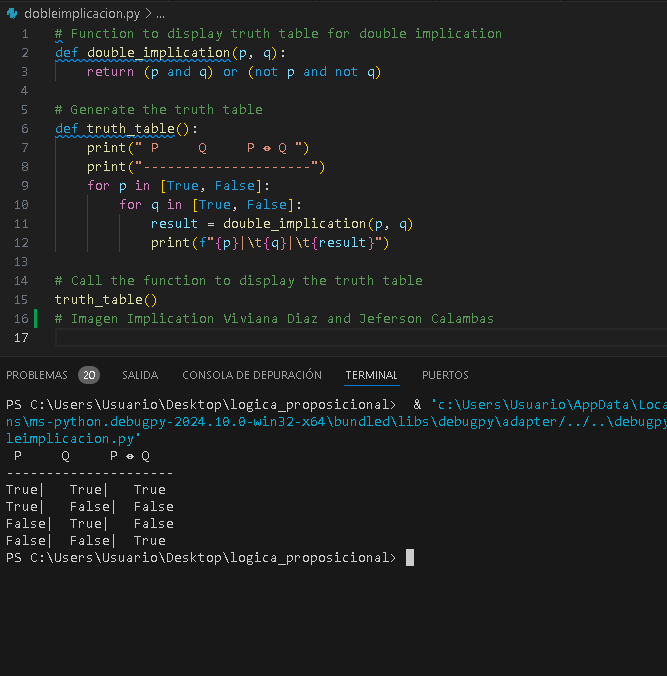 dobleimplicacion.py > ...
1 # Function to display truth table for double implication
2 def double_implication(p, q):
3 return (p and q) or (not p and not q)
4
5 # Generate the truth table
6 def truth_table():
7 print(" P     Q     P ⇔ Q ")
8 print("---------------------")
9 for p in [True, False]:
10 for q in [True, False]:
11 result = double_implication(p, q)
12 print(f"{p}|\t{q}|\t{result}")
13
14 # Call the function to display the truth table
15 truth_table()
16 # Imagen Implication Viviana Diaz and Jeferson Calambas
17
PROBLEMAS 20 SALIDA CONSOLA DE DEPURACIÓN TERMINAL PUERTOS
PS C:\Users\Usuario\Desktop\logica_proposicional>  & 'c:\Users\Usuario\AppData\Loca
ns\ms-python.debugpy-2024.10.0-win32-x64\bundled\libs\debugpy\adapter/../..\debugpy
leimplicacion.py'
 P     Q     P ⇔ Q
---------------------
True|   True|   True
True|   False|  False
False|  True|   False
False|  False|  True
PS C:\Users\Usuario\Desktop\logica_proposicional>